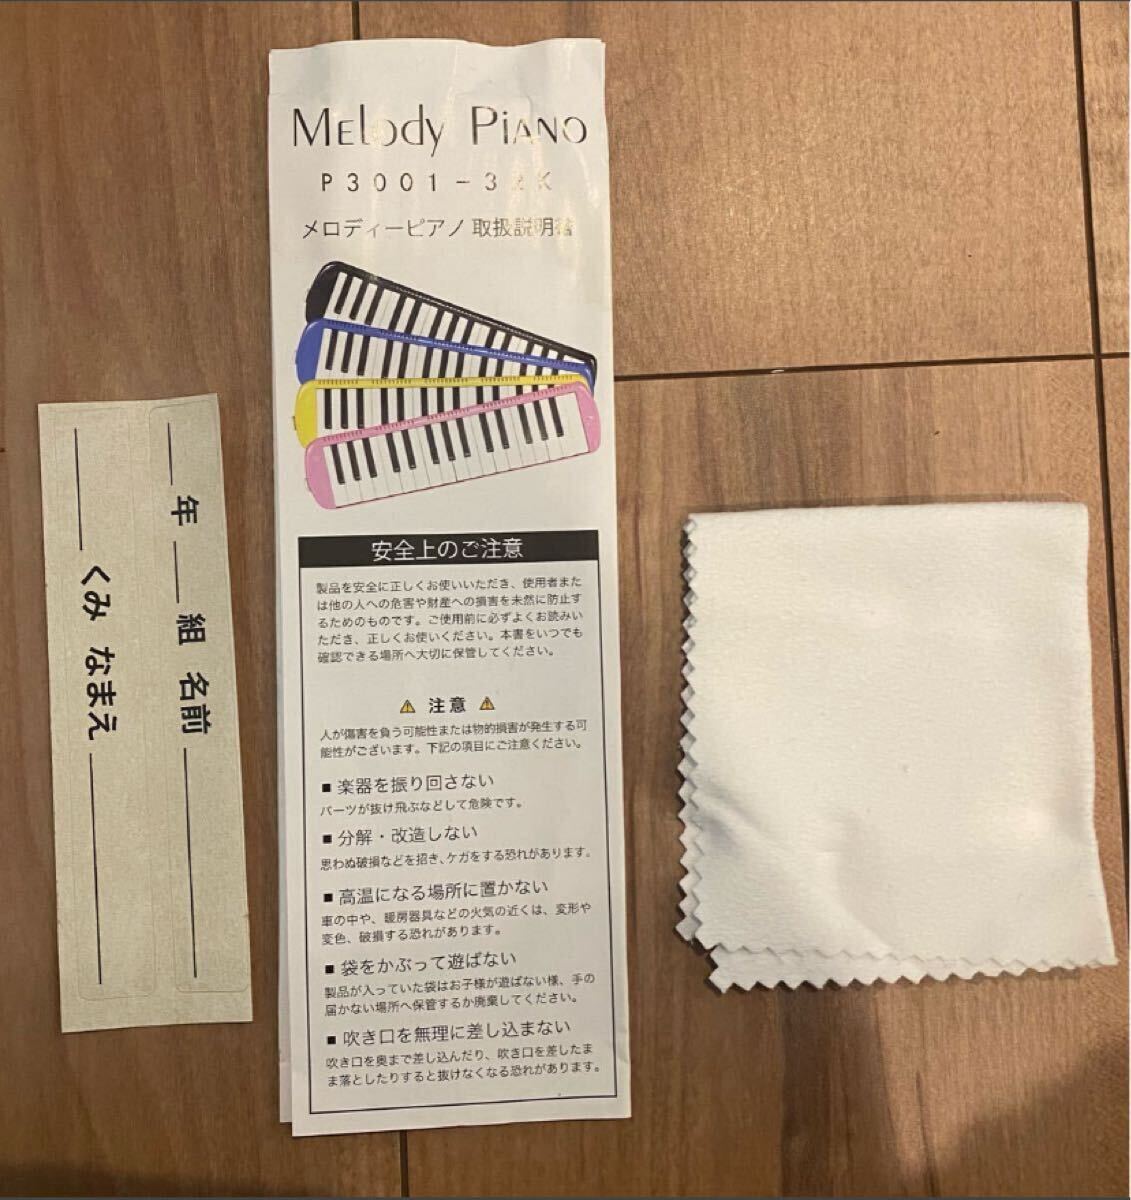 年 組 名前
くみ なまえ
MElody PiANO
P3001-32K
メロディーピアノ 取扱説明書
安全上のご注意
製品を安全に正しくお使いいただき、使用者また
は他の人への危害や財産への損害を未然に防止す
るためのものです。ご使用前に必ずよくお読みい
ただき、正しくお使いください。本書をいつでも
確認できる場所へ大切に保管してください。
注意
人が傷害を負う可能性または物的損害が発生する可
能性がございます。下記の項目にご注意ください。
■ 楽器を振り回さない
パーツが抜け飛ぶなどして危険です。
■ 分解・改造しない
思わぬ破損などを招き、ケガをする恐れがあります。
■ 高温になる場所に置かない
車の中や、暖房器具などの火気の近くは、変形や
変色、破損する恐れがあります。
■ 袋をかぶって遊ばない
製品が入っていた袋はお子様が遊ばない様、手の
届かない場所へ保管するか廃棄してください。
■ 吹き口を無理に差し込まない
吹き口を奥まで差し込んだり、吹き口を差したま
ま落としたりすると抜けなくなる恐れがあります。